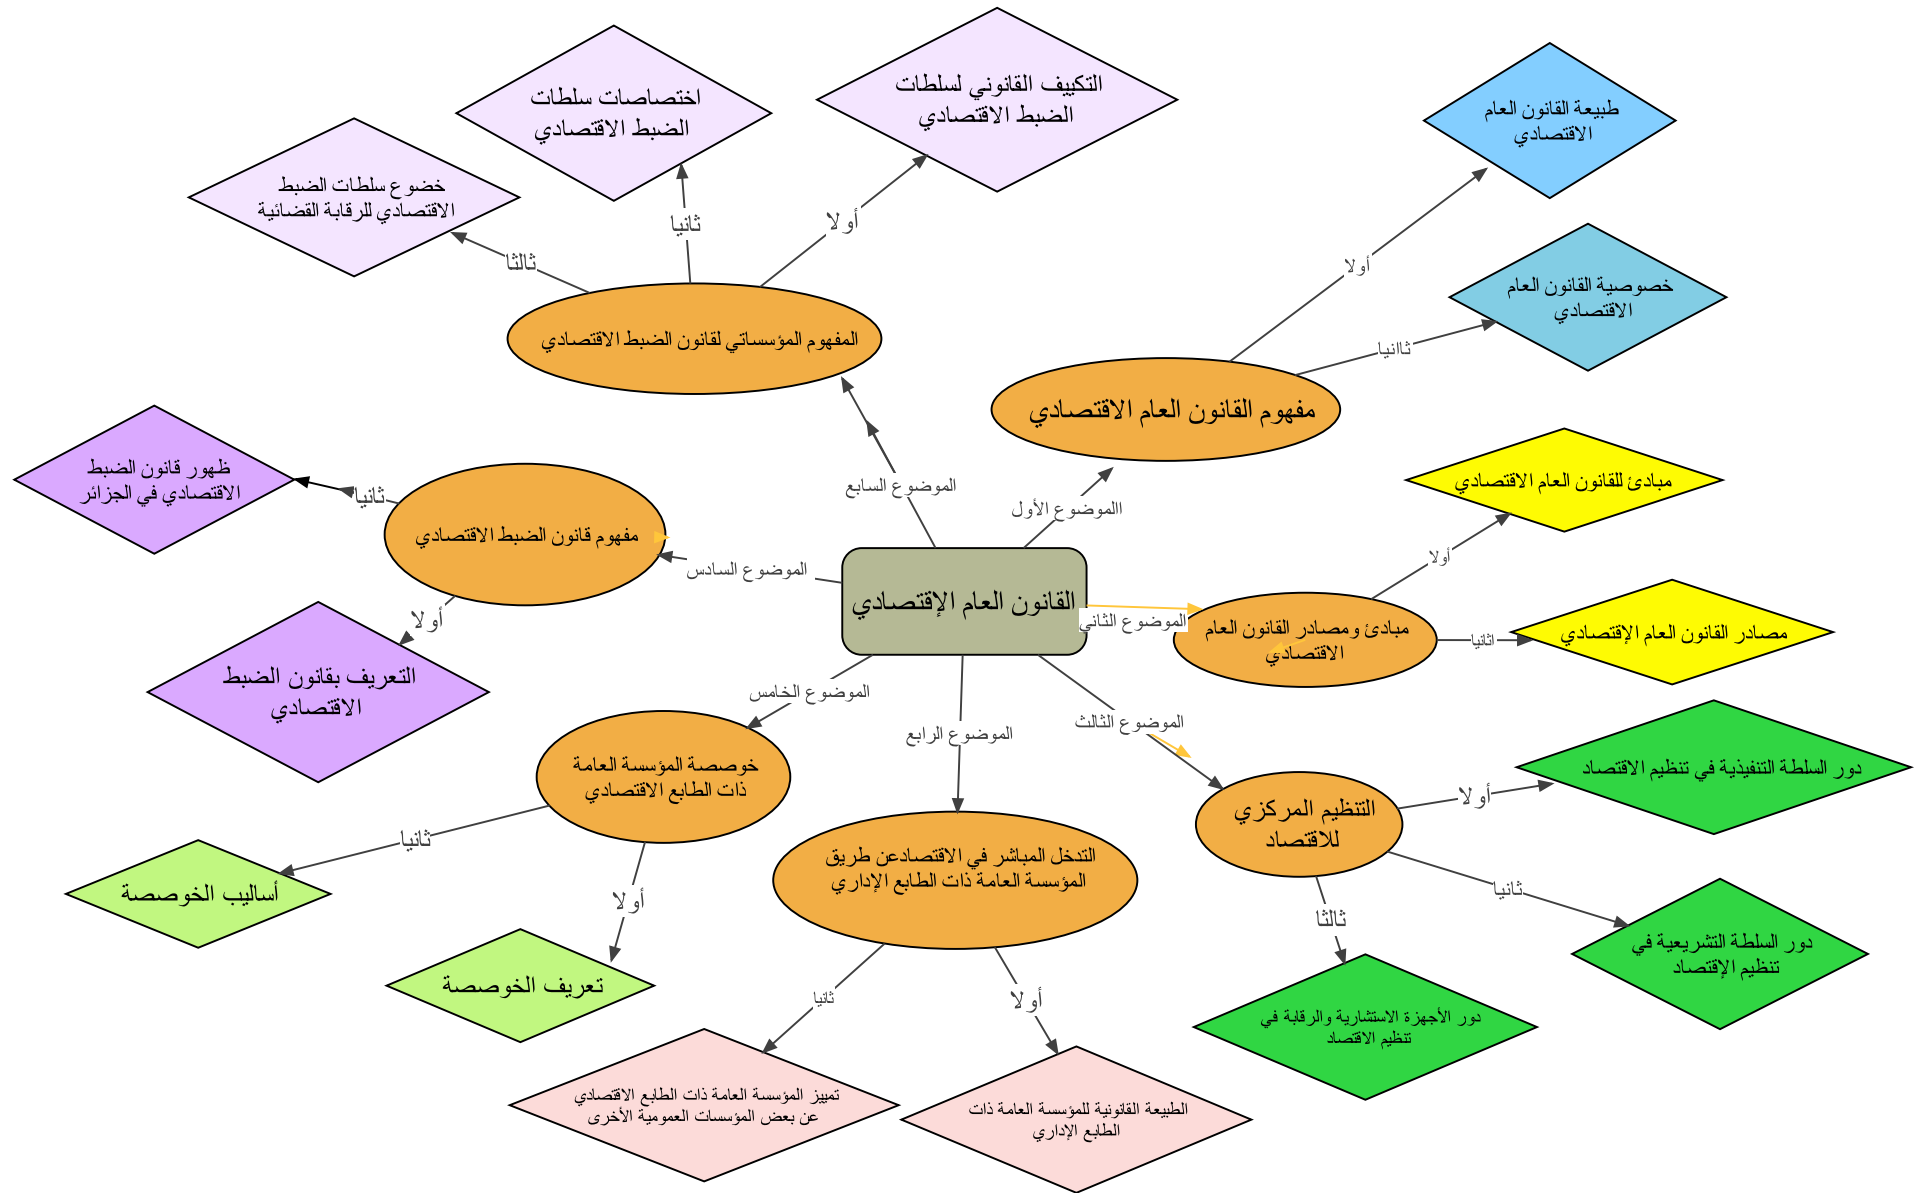 القانون العام الإقتصادي
االموضوع الأول
مفهوم القانون العام الاقتصادي
أولا
طبيعة القانون العام
الاقتصادي
ثاانيا
خصوصية القانون العام
الاقتصادي
الموضوع الثاني
مبادئ ومصادر القانون العام
الاقتصادي
أولا
مبادئ للقانون العام الاقتصادي
اثانيا
مصادر القانون العام الإقتصادي
الموضوع الثالث
التنظيم المركزي
للاقتصاد
أولا
دور السلطة التنفيذية في تنظيم الاقتصاد
ثانيا
دور السلطة التشريعية في
تنظيم الإقتصاد
ثالثا
دور الأجهزة الاستشارية والرقابة في
تنظيم الاقتصاد
الموضوع الرابع
التدخل المباشر في الاقتصادعن طريق
المؤسسة العامة ذات الطابع الإداري
أولا
الطبيعة القانونية للمؤسسة العامة ذات
الطابع الإداري
ثانيا
تمييز المؤسسة العامة ذات الطابع الاقتصادي
عن بعض المؤسسات العمومية الأخرى
الموضوع الخامس
خوصصة المؤسسة العامة
ذات الطابع الاقتصادي
أولا
تعريف الخوصصة
ثانيا
أساليب الخوصصة
الموضوع السادس
مفهوم قانون الضبط الاقتصادي
أولا
التعريف بقانون الضبط
الاقتصادي
ثانيا
ظهور قانون الضبط
الاقتصادي في الجزائر
الموضوع السابع
المفهوم المؤسساتي لقانون الضبط الاقتصادي
أولا
التكييف القانوني لسلطات
الضبط الاقتصادي
ثانيا
اختصاصات سلطات
الضبط الاقتصادي
ثالثا
خضوع سلطات الضبط
الاقتصادي للرقابة القضائية